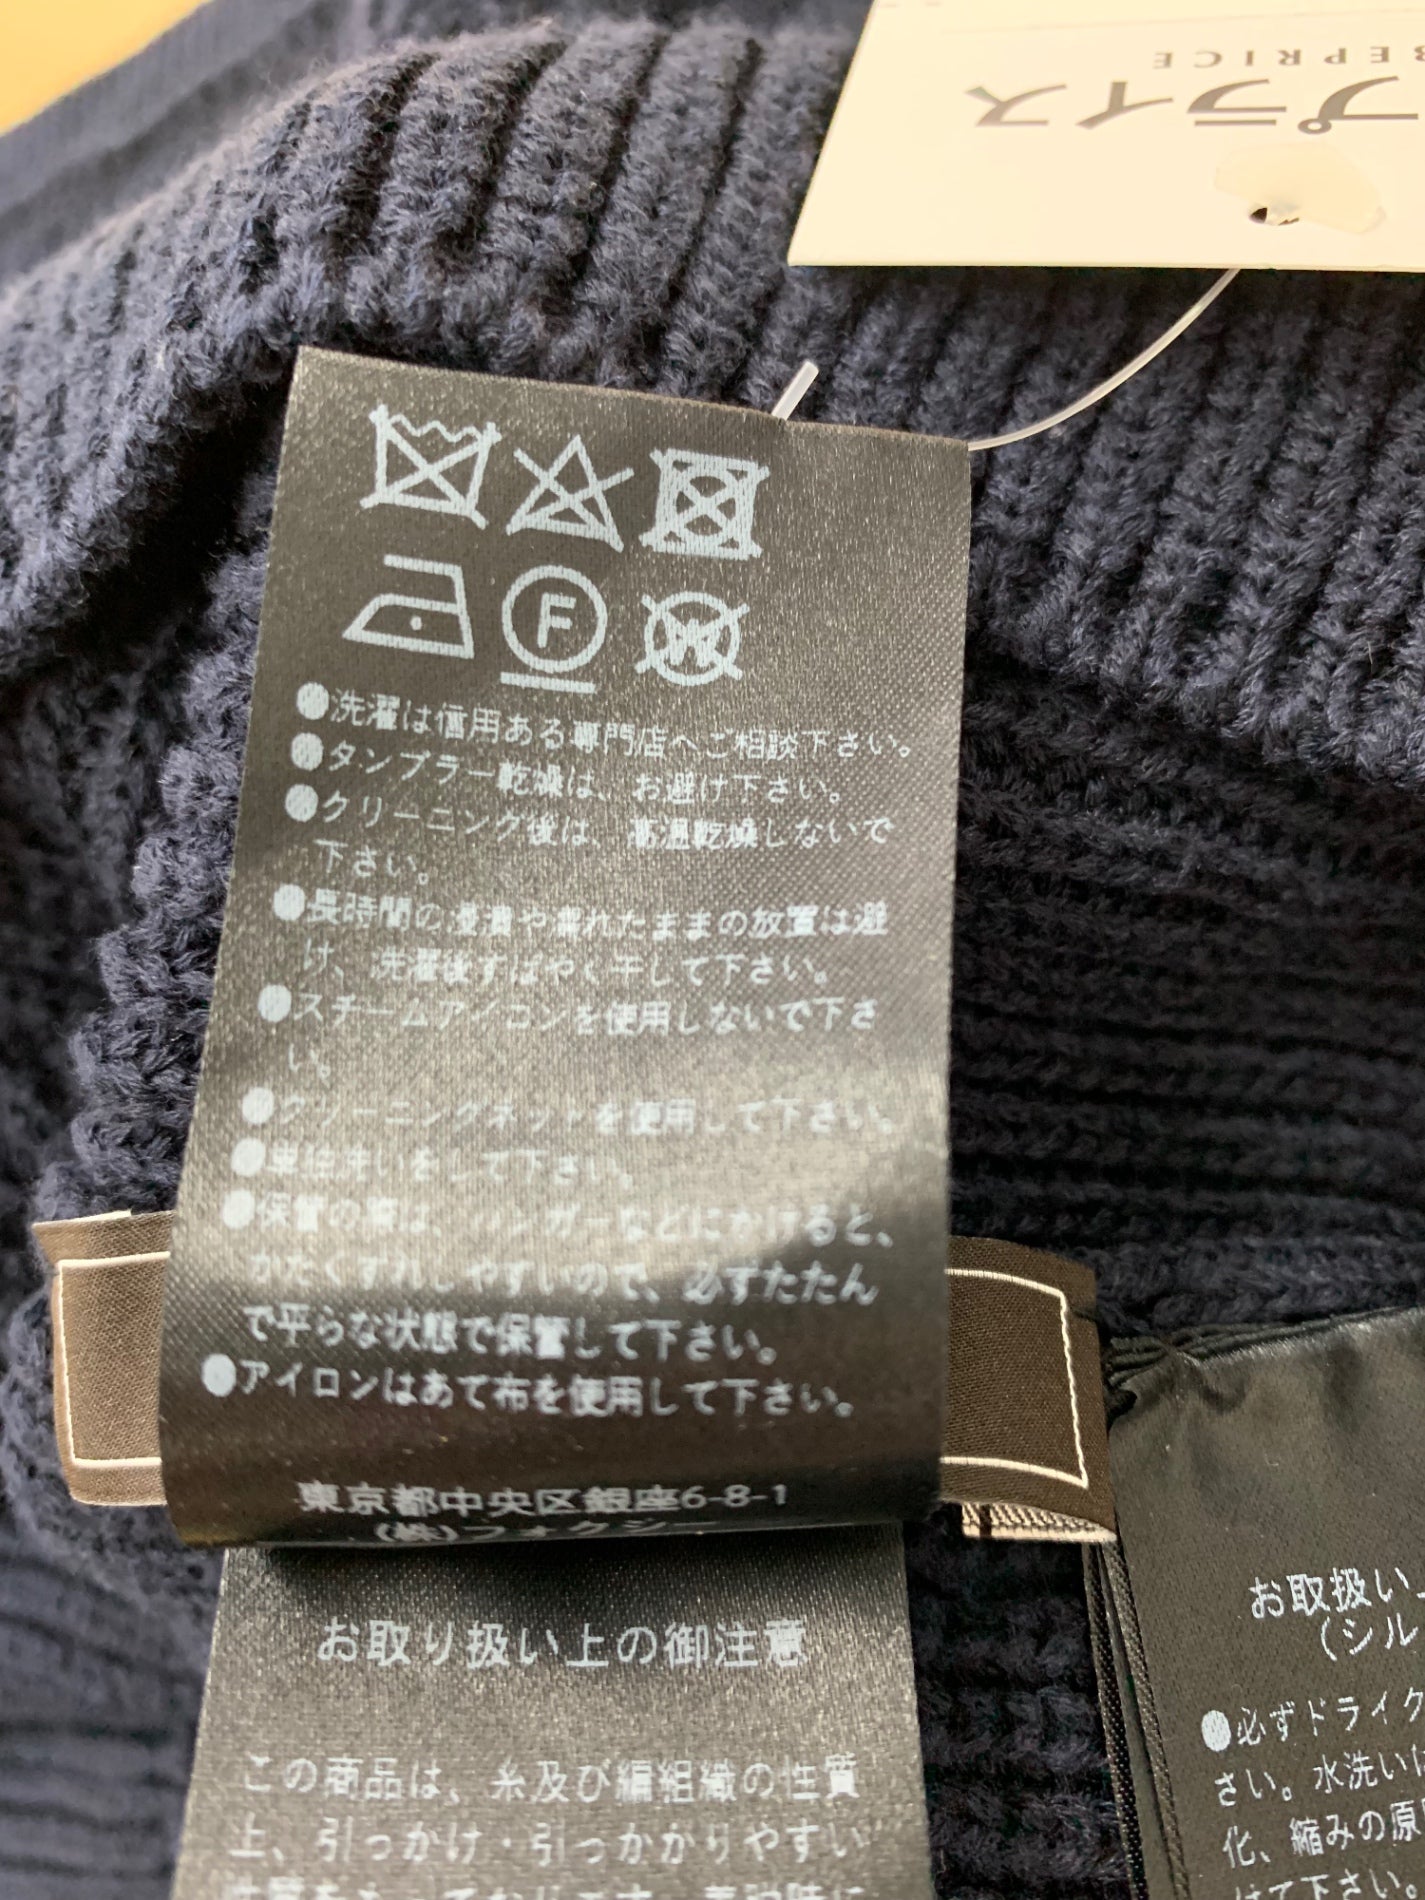 プライス
BEPRICE
F
W
●洗濯は信用ある専門店へご相談下さい。
●タンブラー乾燥は、お避け下さい。
●クリーニング後は、高温乾燥しないで
下さい。
●長時間の浸漬や濡れたままの放置は避
け、洗濯後すばやく干して下さい。
●スチームアイロンを使用しないで下さ
い。
●クリーニングネットを使用して下さい。
●単独洗いをして下さい。
●保管の際は、ハンガーなどにかけると、
かたくずれしやすいので、必ずたたん
で平らな状態で保管して下さい。
●アイロンはあて布を使用して下さい。
東京都中央区銀座6-8-1
(株)フォクシー
お取り扱い上の御注意
この商品は、糸及び編組織の性質
上、引っかけ・引っかかりやすい
お取扱い
(シル
●必ずドライク
さい。水洗いは
化、縮みの原
けて下さい。